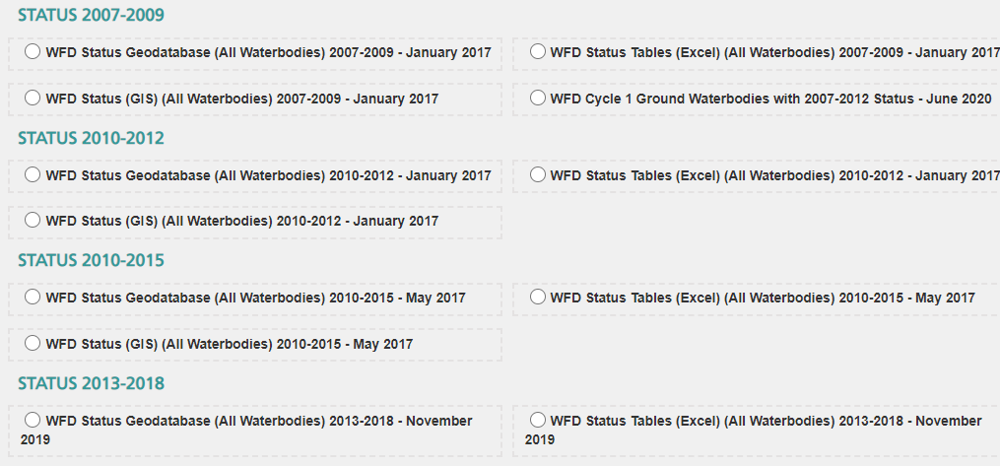 STATUS 2007-2009
WFD Status Geodatabase (All Waterbodies) 2007-2009 - January 2017
WFD Status Tables (Excel) (All Waterbodies) 2007-2009 - January 2017
WFD Status (GIS) (All Waterbodies) 2007-2009 - January 2017
WFD Cycle 1 Ground Waterbodies with 2007-2012 Status - June 2020
STATUS 2010-2012
WFD Status Geodatabase (All Waterbodies) 2010-2012 - January 2017
WFD Status Tables (Excel) (All Waterbodies) 2010-2012 - January 2017
WFD Status (GIS) (All Waterbodies) 2010-2012 - January 2017
STATUS 2010-2015
WFD Status Geodatabase (All Waterbodies) 2010-2015 - May 2017
WFD Status Tables (Excel) (All Waterbodies) 2010-2015 - May 2017
WFD Status (GIS) (All Waterbodies) 2010-2015 - May 2017
STATUS 2013-2018
WFD Status Geodatabase (All Waterbodies) 2013-2018 - November
2019
WFD Status Tables (Excel) (All Waterbodies) 2013-2018 - November
2019